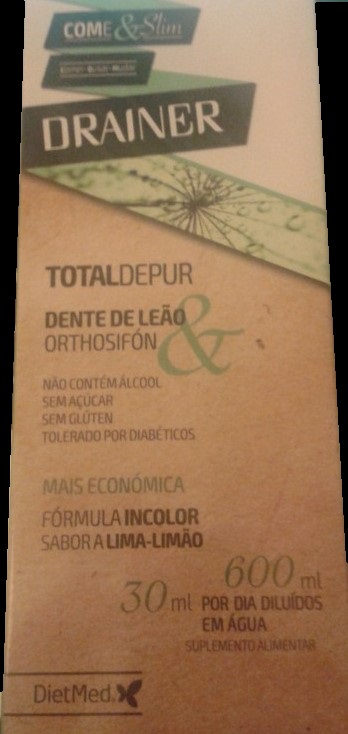 COME & Slim
DRAINER
TOTALDEPUR
DENTE DE LEÃO
&
ORTHOSIFÓN
NÃO CONTÉM ÁLCOOL
SEM AÇÚCAR
SEM GLÚTEN
TOLERADO POR DIABÉTICOS
MAIS ECONÓMICA
FÓRMULA INCOLOR
SABOR A LIMA-LIMÃO
600 ml
30 ml POR DIA DILUÍDOS
EM ÁGUA
SUPLEMENTO ALIMENTAR
DietMed.